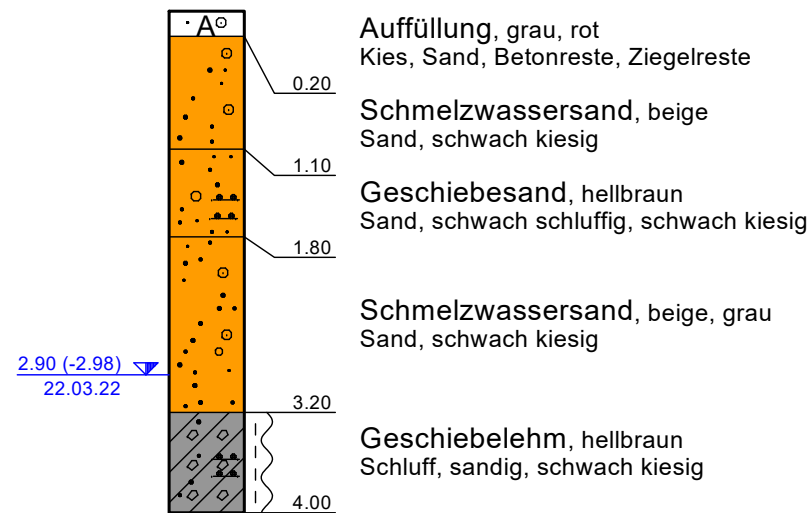 A
Auffüllung, grau, rot
Kies, Sand, Betonreste, Ziegelreste
0.20
Schmelzwassersand, beige
Sand, schwach kiesig
1.10
Geschiebesand, hellbraun
Sand, schwach schluffig, schwach kiesig
1.80
Schmelzwassersand, beige, grau
Sand, schwach kiesig
2.90 (-2.98)
22.03.22
3.20
Geschiebelehm, hellbraun
Schluff, sandig, schwach kiesig
4.00